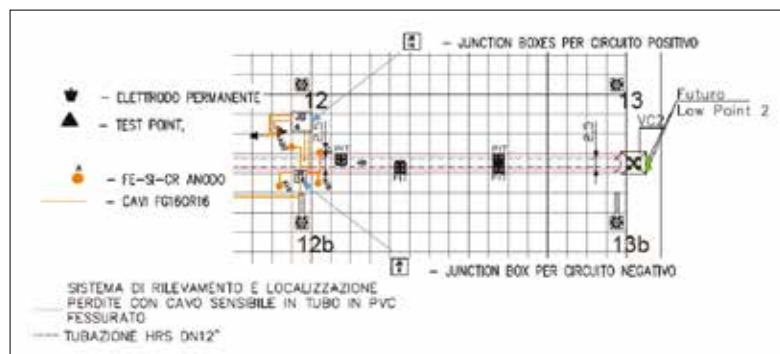 - JUNCTION BOXES PER CIRCUITO POSITIVO
- ELETTRODO PERMANENTE
- TEST POINT,
A
- FE-SI-CR ANODO
- CAVI FG16OR16
12
13
Futuro
Low Point 2
VC2
PIT
PIT
12b
13b
- JUNCTION BOX PER CIRCUITO NEGATIVO
SISTEMA DI RILEVAMENTO E LOCALIZZAZIONE
PERDITE CON CAVO SENSIBILE IN TUBO IN PVC
FESSURATO
- TUBAZIONE HRS DN12"